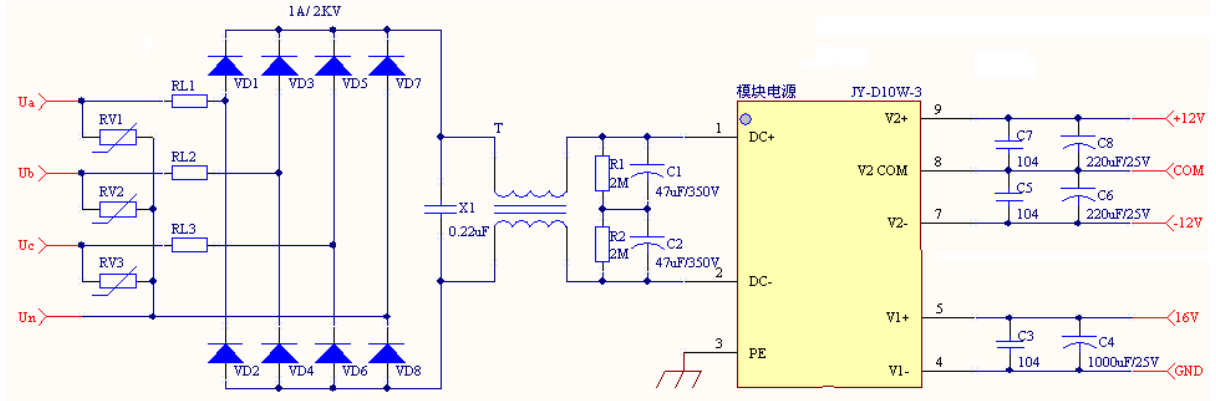 1A/2KV
VD1
VD3
VD5
VD7
Ua
RL1
RV1
Ub
RL2
RV2
Uc
RL3
RV3
Un
VD2
VD4
VD6
VD8
X1
0.22uF
T
R1
2M
C1
47uF/350V
R2
2M
C2
47uF/350V
模块电源
JY-D10W-3
1
DC+
2
DC-
3
PE
V2+
9
V2 COM
8
V2-
7
V1+
5
V1-
4
C7
104
C8
220uF/25V
C5
104
C6
220uF/25V
C3
104
C4
1000uF/25V
+12V
COM
-12V
16V
GND